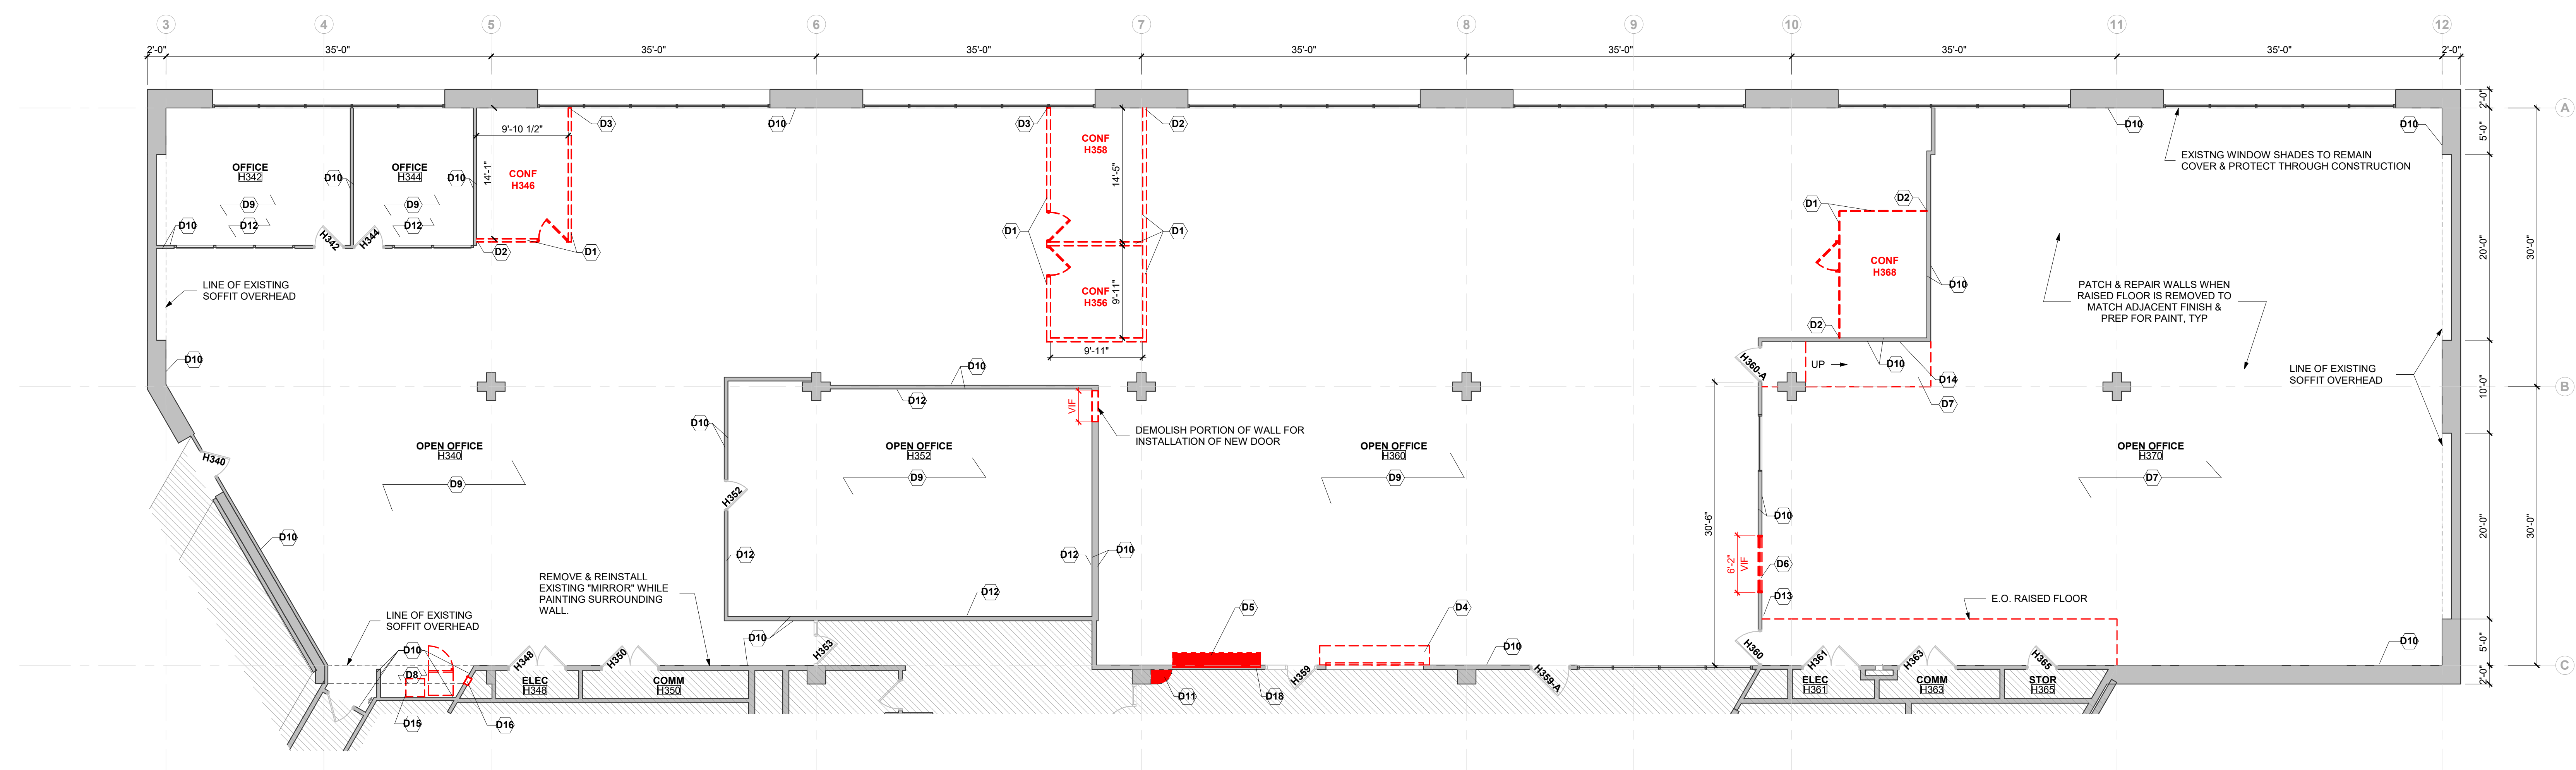 3 4 5 6 7 8 9 10 11 12
2'-0" 35'-0" 35'-0" 35'-0" 35'-0" 35'-0" 35'-0" 35'-0" 2'-0"
A
B
C
2'-0"
5'-0"
20'-0"
10'-0"
20'-0"
5'-0"
2'-0"
30'-0"
30'-0"
OFFICE
H342
D9
D12
D10
D10
H342
OFFICE
H344
D9
D12
D10
H344
9'-10 1/2"
14'-1"
CONF
H346
D3
D2
D1
D10
D3
CONF
H358
14'-5"
D2
D1
D1
CONF
H356
9'-11"
9'-11"
D1
D2
CONF
H368
D2
D10
D10
D10
EXISTNG WINDOW SHADES TO REMAIN
COVER & PROTECT THROUGH CONSTRUCTION
PATCH & REPAIR WALLS WHEN
RAISED FLOOR IS REMOVED TO
MATCH ADJACENT FINISH &
PREP FOR PAINT, TYP
LINE OF EXISTING
SOFFIT OVERHEAD
LINE OF EXISTING
SOFFIT OVERHEAD
D10
H360-A
UP
D10
D14
D7
D10
D12
VIF
DEMOLISH PORTION OF WALL FOR
INSTALLATION OF NEW DOOR
H340
OPEN OFFICE
H340
D9
D10
D10
H352
D12
OPEN OFFICE
H352
D9
D12
D10
D12
OPEN OFFICE
H360
D9
30'-6"
D10
6'-2"
VIF
D6
D13
OPEN OFFICE
H370
D7
E.O. RAISED FLOOR
REMOVE & REINSTALL
EXISTING "MIRROR" WHILE
PAINTING SURROUNDING
WALL.
LINE OF EXISTING
SOFFIT OVERHEAD
D10
D8
D15
D16
H348
ELEC
H348
H350
COMM
H350
D10
H353
D5
D4
D11
D18
H359
D10
H359-A
H360
H361
ELEC
H361
H363
COMM
H363
H365
STOR
H365
D10